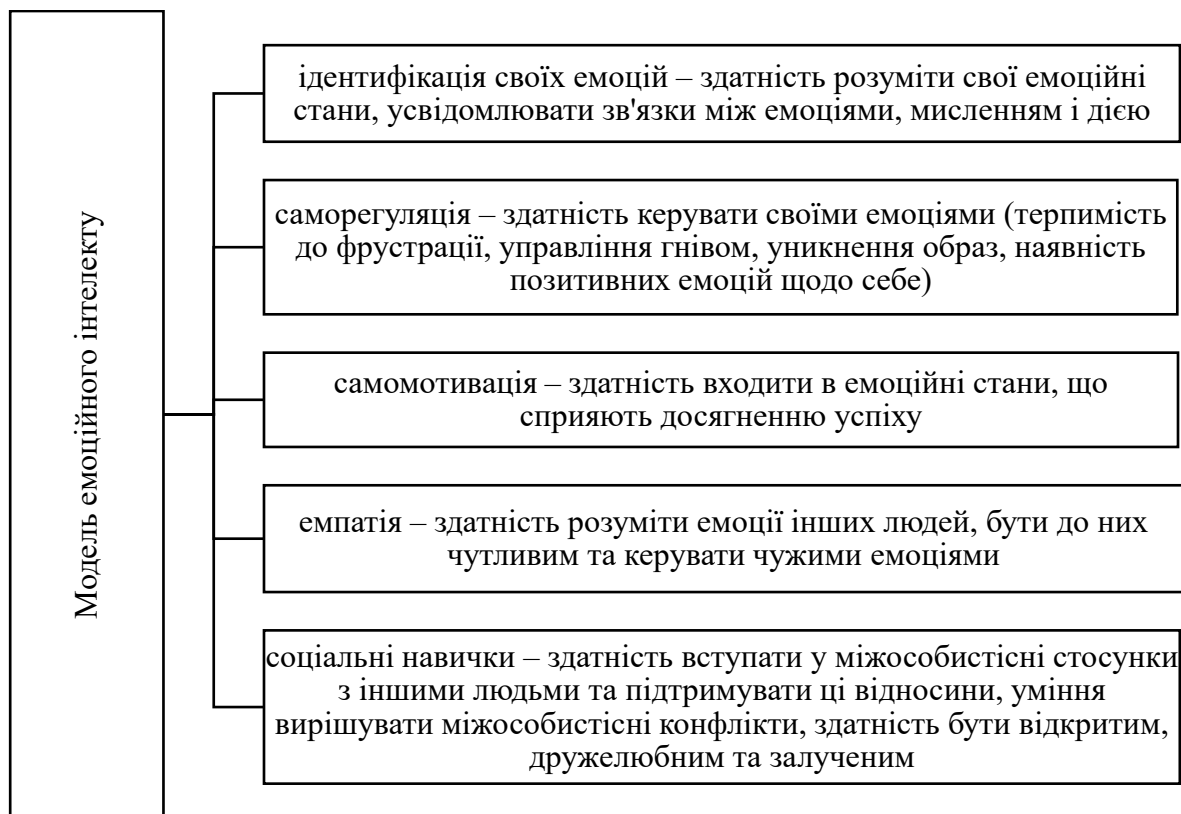 Модель емоційного інтелекту
ідентифікація своїх емоцій – здатність розуміти свої емоційні
стани, усвідомлювати зв'язки між емоціями, мисленням і дією
саморегуляція – здатність керувати своїми емоціями (терпимість
до фрустрації, управління гнівом, уникнення образ, наявність
позитивних емоцій щодо себе)
самомотивація – здатність входити в емоційні стани, що
сприяють досягненню успіху
емпатія – здатність розуміти емоції інших людей, бути до них
чутливим та керувати чужими емоціями
соціальні навички – здатність вступати у міжособистісні стосунки
з іншими людьми та підтримувати ці відносини, уміння
вирішувати міжособистісні конфлікти, здатність бути відкритим,
дружелюбним та залученим